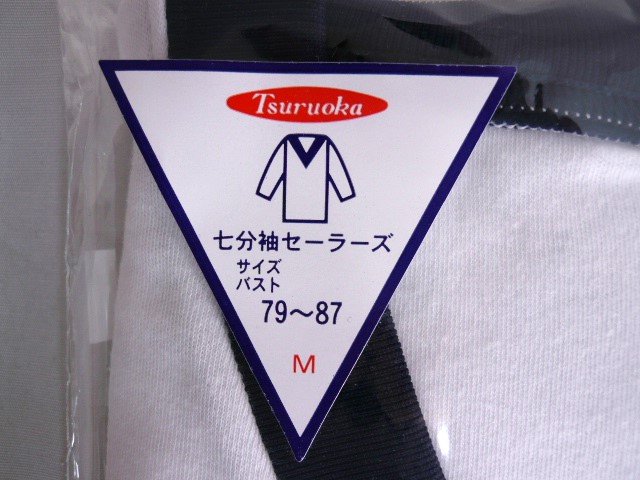 Tsuruoka
七分袖セーラーズ
サイズ
バスト
79～87
M